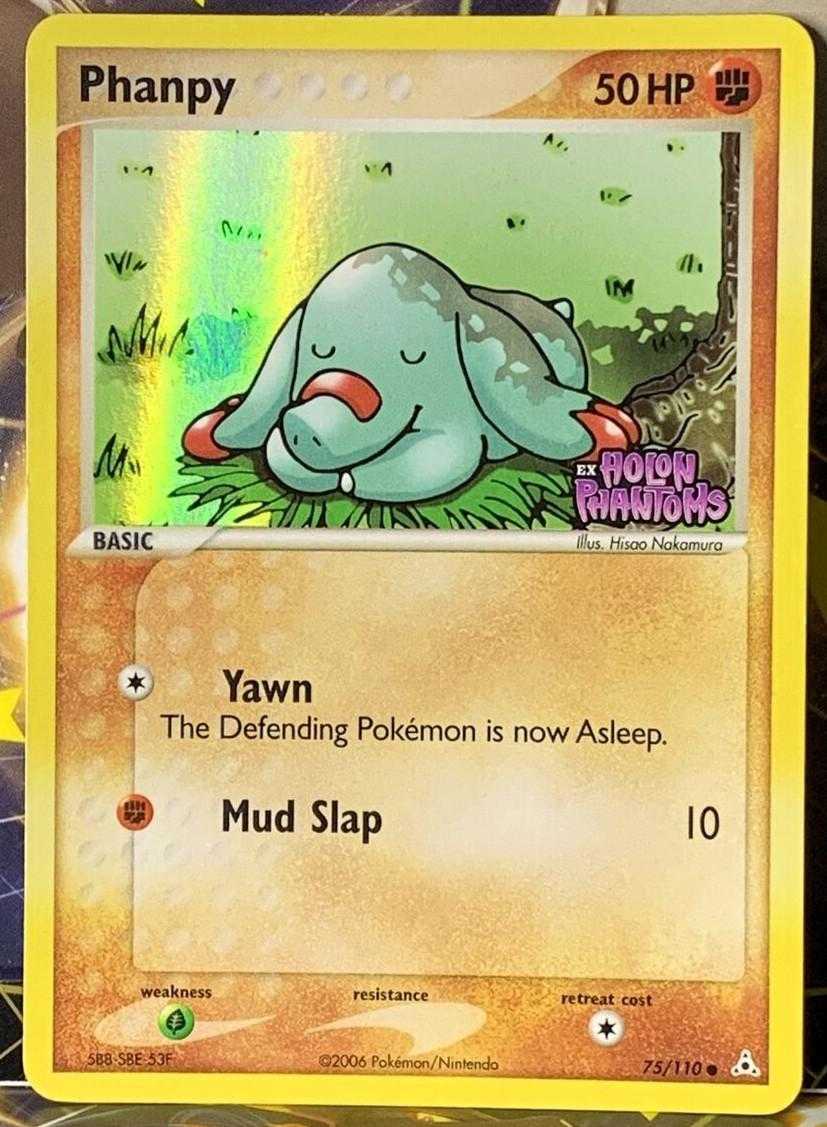 Phanpy
50 HP
EX HOLON
PHANTOMS
BASIC
Illus. Hisao Nakamura
Yawn
The Defending Pokémon is now Asleep.
Mud Slap 10
weakness resistance retreat cost
5BB-SBE-53F
©2006 Pokémon/Nintendo
75/110